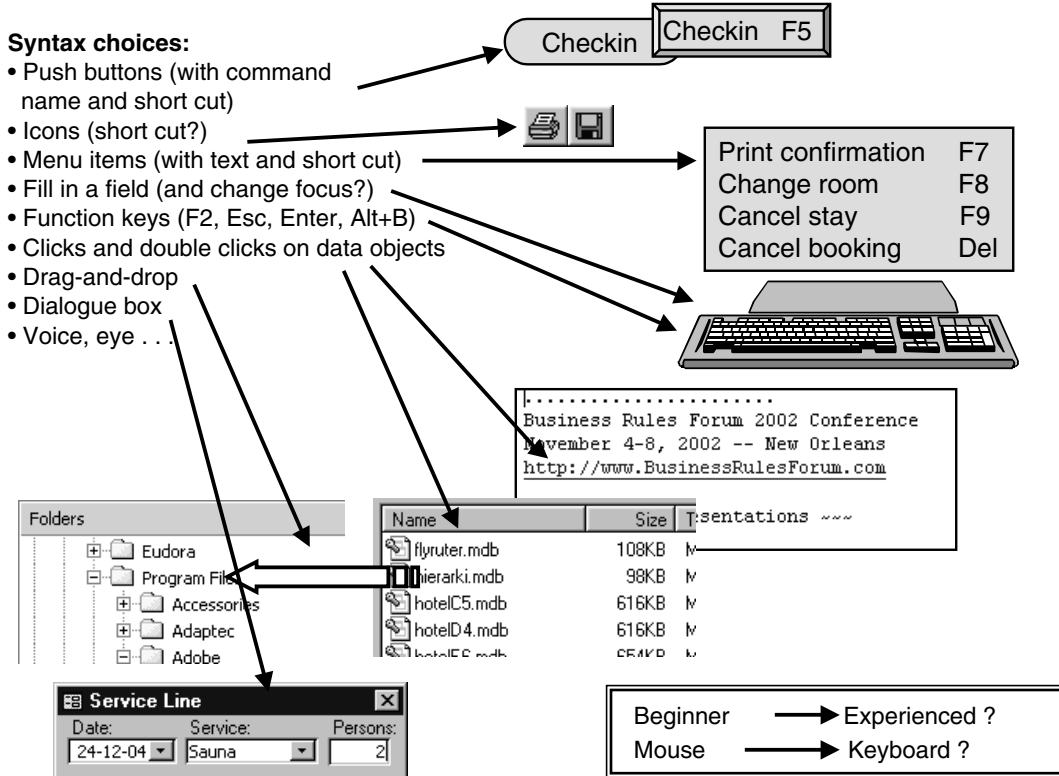 Syntax choices:
• Push buttons (with command
name and short cut)
• Icons (short cut?)
• Menu items (with text and short cut)
• Fill in a field (and change focus?)
• Function keys (F2, Esc, Enter, Alt+B)
• Clicks and double clicks on data objects
• Drag-and-drop
• Dialogue box
• Voice, eye . . .
Checkin
Checkin F5
Print confirmation F7
Change room F8
Cancel stay F9
Cancel booking Del
Business Rules Forum 2002 Conference
November 4-8, 2002 -- New Orleans
http://www.BusinessRulesForum.com
sentations ~~~
Folders
Eudora
Program File
Accessories
Adaptec
Adobe
Name Size T
flyruter.mdb 108KB M
hierarki.mdb 98KB M
hotelC5.mdb 616KB M
hotelD4.mdb 616KB M
Service Line
Date: Service: Persons:
24-12-04 Sauna 2
Beginner Experienced ?
Mouse Keyboard ?